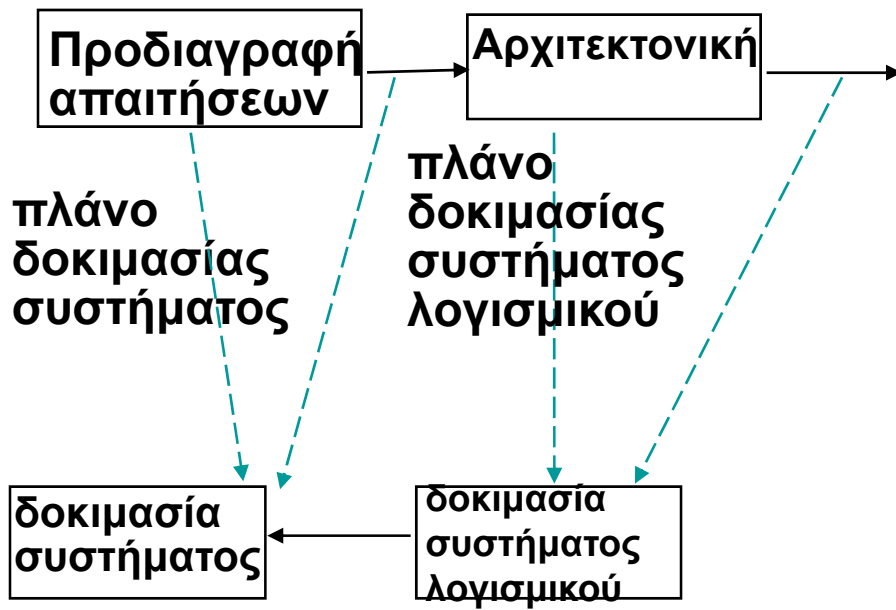 Προδιαγραφή
απαιτήσεων
Αρχιτεκτονική
πλάνο
δοκιμασίας
συστήματος
πλάνο
δοκιμασίας
συστήματος
λογισμικού
δοκιμασία
συστήματος
δοκιμασία
συστήματος
λογισμικού